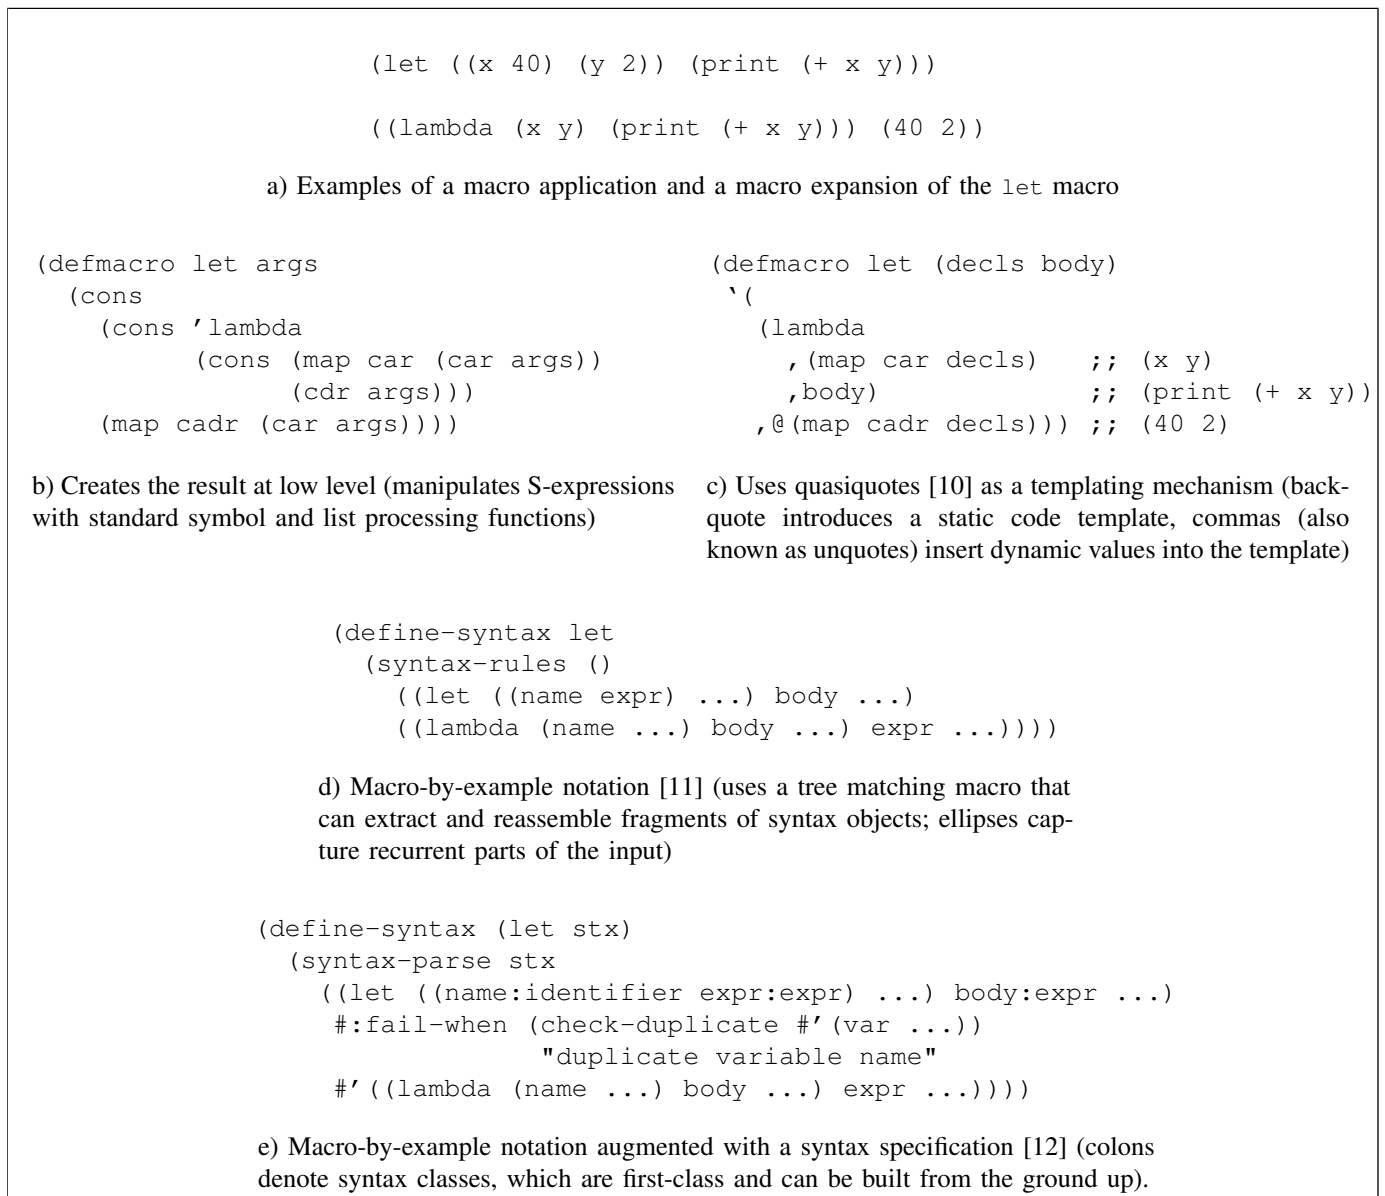 (let ((x 40) (y 2)) (print (+ x y)))
((lambda (x y) (print (+ x y))) (40 2))
a) Examples of a macro application and a macro expansion of the let macro
(defmacro let args
  (cons
    (cons ’lambda
          (cons (map car (car args))
                (cdr args)))
    (map cadr (car args))))
b) Creates the result at low level (manipulates S-expressions
with standard symbol and list processing functions)
(defmacro let (decls body)
 ‘(
   (lambda
     ,(map car decls)   ;; (x y)
     ,body)             ;; (print (+ x y))
   ,@(map cadr decls))) ;; (40 2)
c) Uses quasiquotes [10] as a templating mechanism (back-
quote introduces a static code template, commas (also
known as unquotes) insert dynamic values into the template)
(define-syntax let
  (syntax-rules ()
    ((let ((name expr) ...) body ...)
    ((lambda (name ...) body ...) expr ...))))
d) Macro-by-example notation [11] (uses a tree matching macro that
can extract and reassemble fragments of syntax objects; ellipses cap-
ture recurrent parts of the input)
(define-syntax (let stx)
  (syntax-parse stx
    ((let ((name:identifier expr:expr) ...) body:expr ...)
     #:fail-when (check-duplicate #’(var ...))
                  "duplicate variable name"
     #’((lambda (name ...) body ...) expr ...))))
e) Macro-by-example notation augmented with a syntax specification [12] (colons
denote syntax classes, which are first-class and can be built from the ground up).